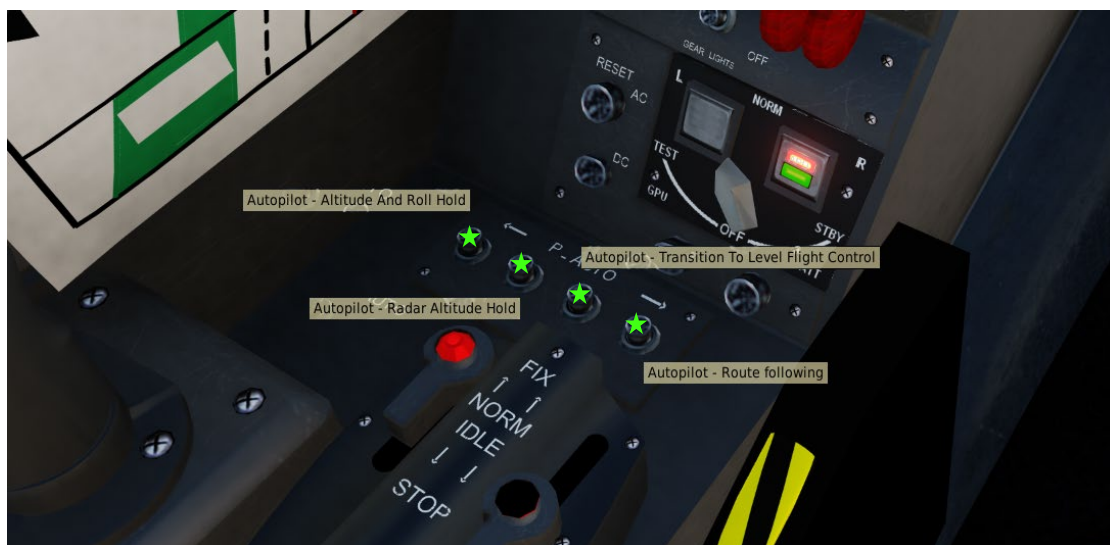 GEAR LIGHTS
OFF
RESET
AC
DC
L
NORM
R
TEST
GPU
OFF
STBY
Autopilot - Altitude And Roll Hold
←
P-AUTO
Autopilot - Transition To Level Flight Control
→
Autopilot - Radar Altitude Hold
Autopilot - Route following
FIX
NORM
IDLE
STOP